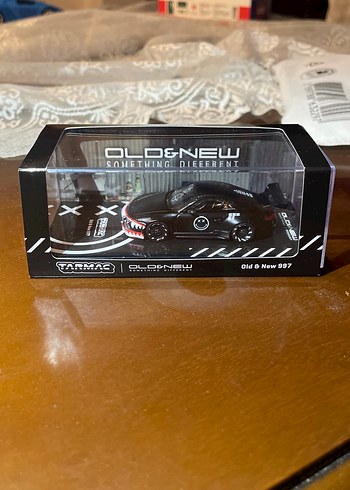 OLD&NEW
SOMETHING DIFFERENT
TARMAC
OLD&NEW
SOMETHING DIFFERENT
Old & New 997